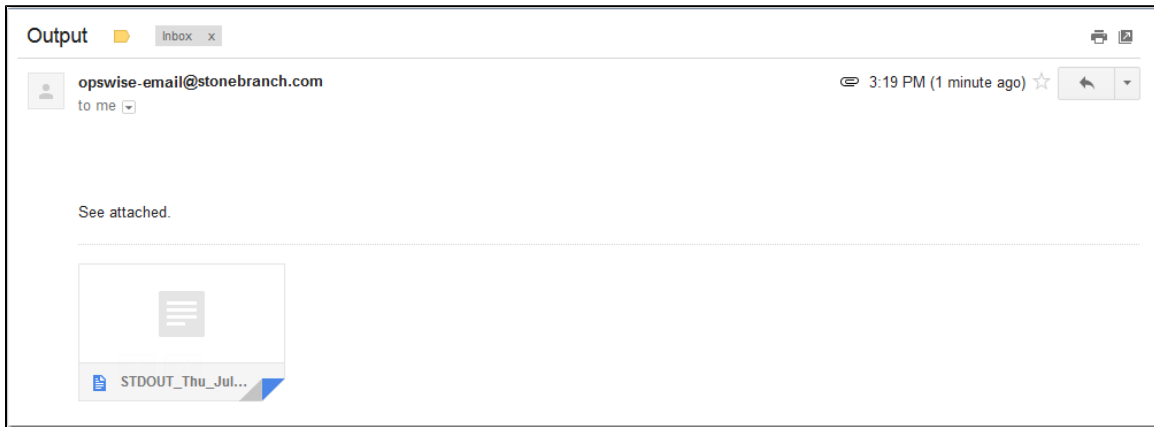 Output Inbox x
opswise-email@stonebranch.com 3:19 PM (1 minute ago)
to me
See attached.
STDOUT_Thu_Jul...